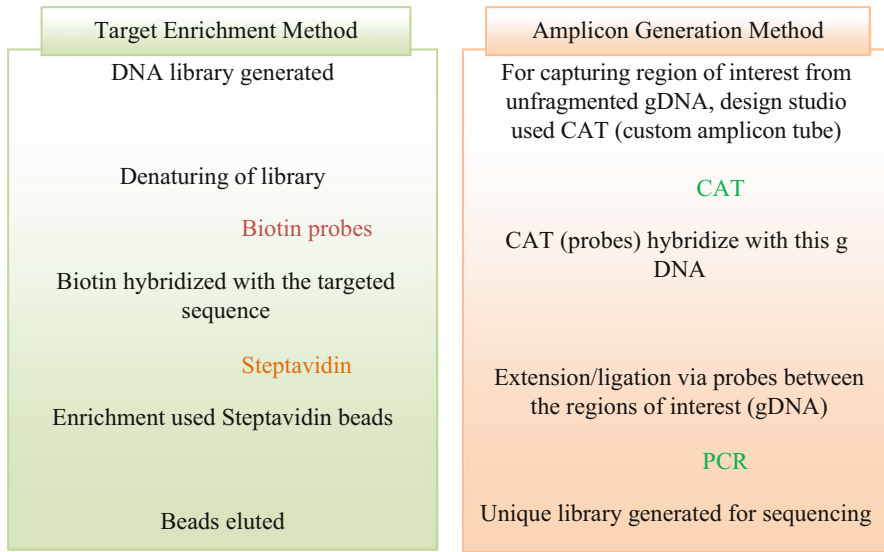 Target Enrichment Method
DNA library generated
Denaturing of library
Biotin probes
Biotin hybridized with the targeted
sequence
Steptavidin
Enrichment used Steptavidin beads
Beads eluted
Amplicon Generation Method
For capturing region of interest from
unfragmented gDNA, design studio
used CAT (custom amplicon tube)
CAT
CAT (probes) hybridize with this g
DNA
Extension/ligation via probes between
the regions of interest (gDNA)
PCR
Unique library generated for sequencing